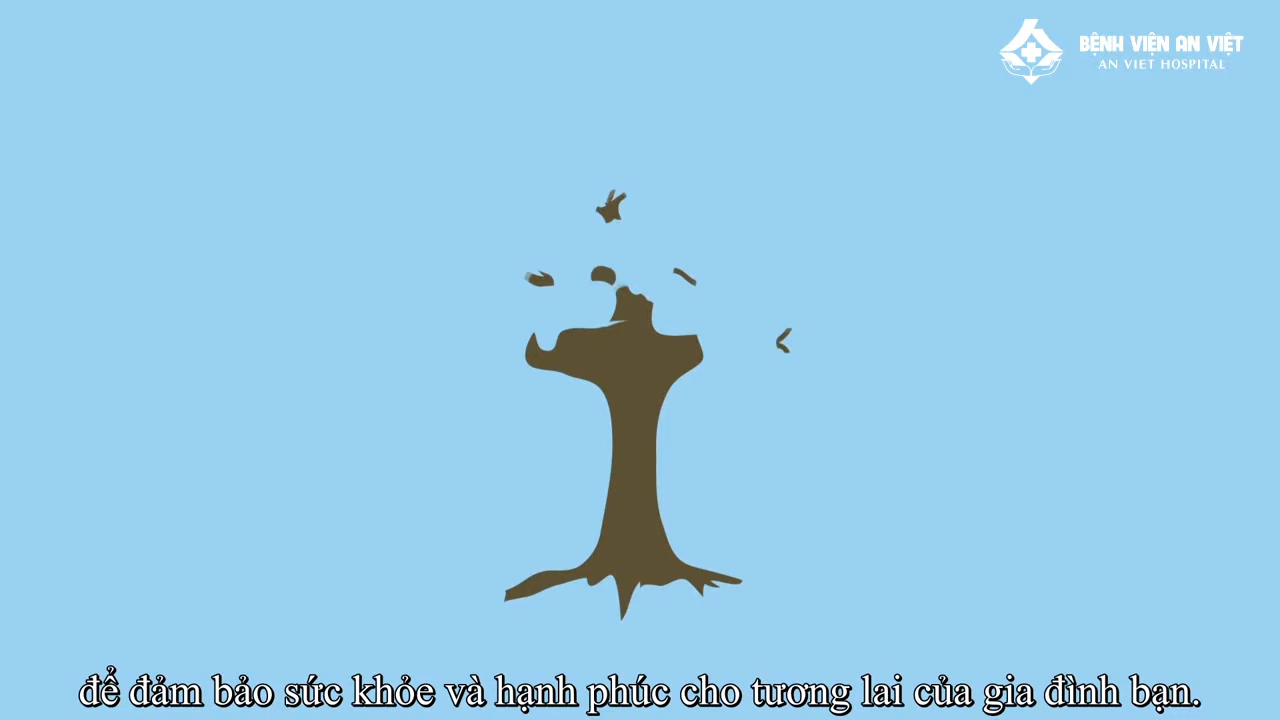 BỆNH VIỆN AN VIỆT
AN VIET HOSPITAL
để đảm bảo sức khỏe và hạnh phúc cho tương lai của gia đình bạn.